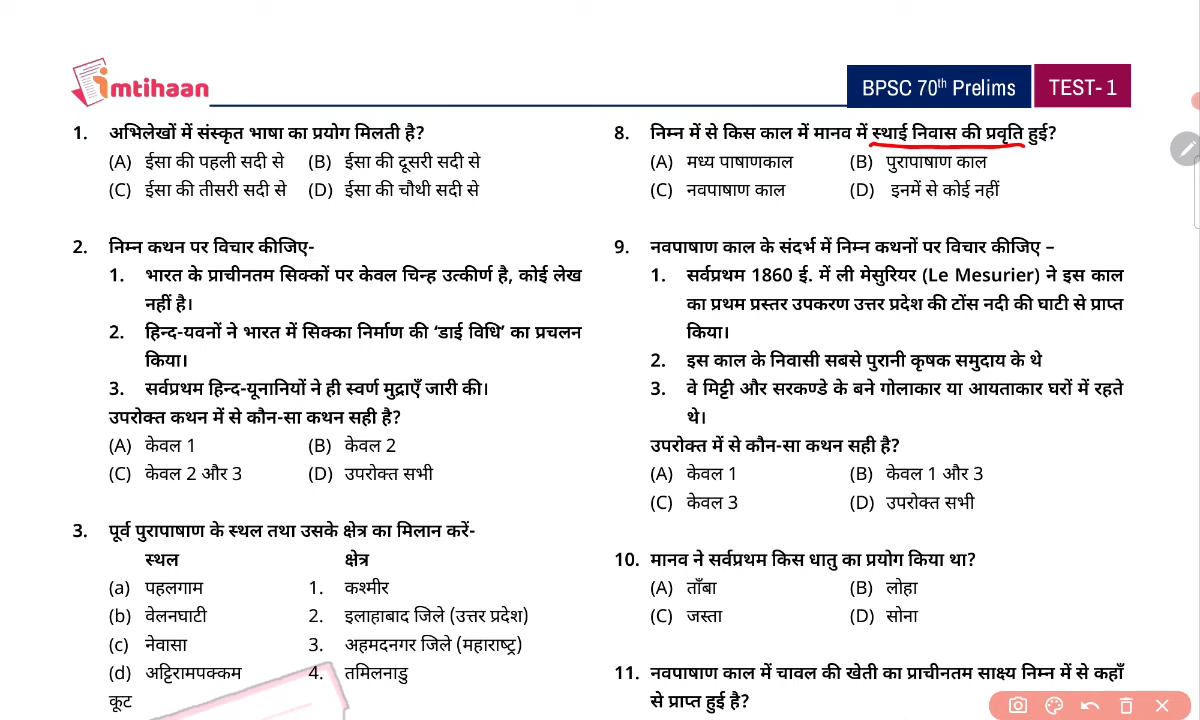 imtihaan
BPSC 70th Prelims
TEST- 1
1. अभिलेखों में संस्कृत भाषा का प्रयोग मिलती है?
(A) ईसा की पहली सदी से (B) ईसा की दूसरी सदी से
(C) ईसा की तीसरी सदी से (D) ईसा की चौथी सदी से
2. निम्न कथन पर विचार कीजिए-
1. भारत के प्राचीनतम सिक्कों पर केवल चिन्ह उत्कीर्ण है, कोई लेख
नहीं है।
2. हिन्द-यवनों ने भारत में सिक्का निर्माण की ‘डाई विधि’ का प्रचलन
किया।
3. सर्वप्रथम हिन्द-यूनानियों ने ही स्वर्ण मुद्राएँ जारी की।
उपरोक्त कथन में से कौन-सा कथन सही है?
(A) केवल 1 (B) केवल 2
(C) केवल 2 और 3 (D) उपरोक्त सभी
3. पूर्व पुरापाषाण के स्थल तथा उसके क्षेत्र का मिलान करें-
स्थल क्षेत्र
(a) पहलगाम 1. कश्मीर
(b) वेलनघाटी 2. इलाहाबाद जिले (उत्तर प्रदेश)
(c) नेवासा 3. अहमदनगर जिले (महाराष्ट्र)
(d) अट्टिरामपक्कम 4. तमिलनाडु
कूट
8. निम्न में से किस काल में मानव में स्थाई निवास की प्रवृति हुई?
(A) मध्य पाषाणकाल (B) पुरापाषाण काल
(C) नवपाषाण काल (D) इनमें से कोई नहीं
9. नवपाषाण काल के संदर्भ में निम्न कथनों पर विचार कीजिए –
1. सर्वप्रथम 1860 ई. में ली मेसुरियर (Le Mesurier) ने इस काल
का प्रथम प्रस्तर उपकरण उत्तर प्रदेश की टोंस नदी की घाटी से प्राप्त
किया।
2. इस काल के निवासी सबसे पुरानी कृषक समुदाय के थे
3. वे मिट्टी और सरकण्डे के बने गोलाकार या आयताकार घरों में रहते
थे।
उपरोक्त में से कौन-सा कथन सही है?
(A) केवल 1 (B) केवल 1 और 3
(C) केवल 3 (D) उपरोक्त सभी
10. मानव ने सर्वप्रथम किस धातु का प्रयोग किया था?
(A) ताँबा (B) लोहा
(C) जस्ता (D) सोना
11. नवपाषाण काल में चावल की खेती का प्राचीनतम साक्ष्य निम्न में से कहाँ
से प्राप्त हुई है?